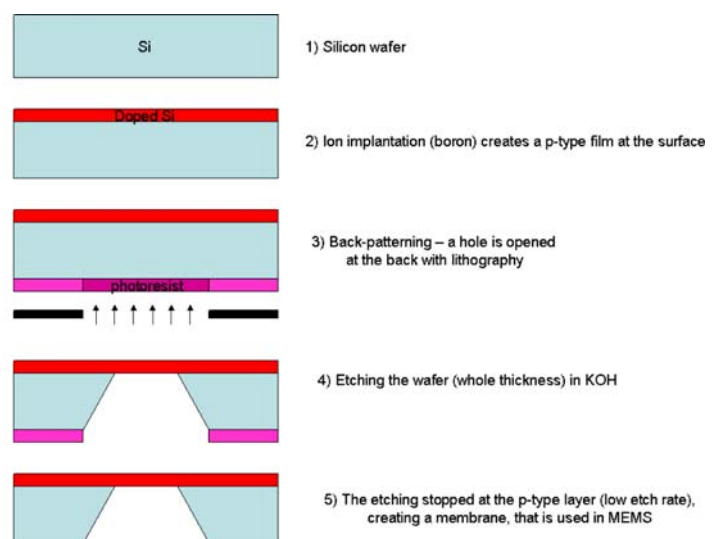 Si
1) Silicon wafer
Doped Si
2) Ion implantation (boron) creates a p-type film at the surface
3) Back-patterning – a hole is opened
at the back with lithography
photoresist
4) Etching the wafer (whole thickness) in KOH
5) The etching stopped at the p-type layer (low etch rate),
creating a membrane, that is used in MEMS